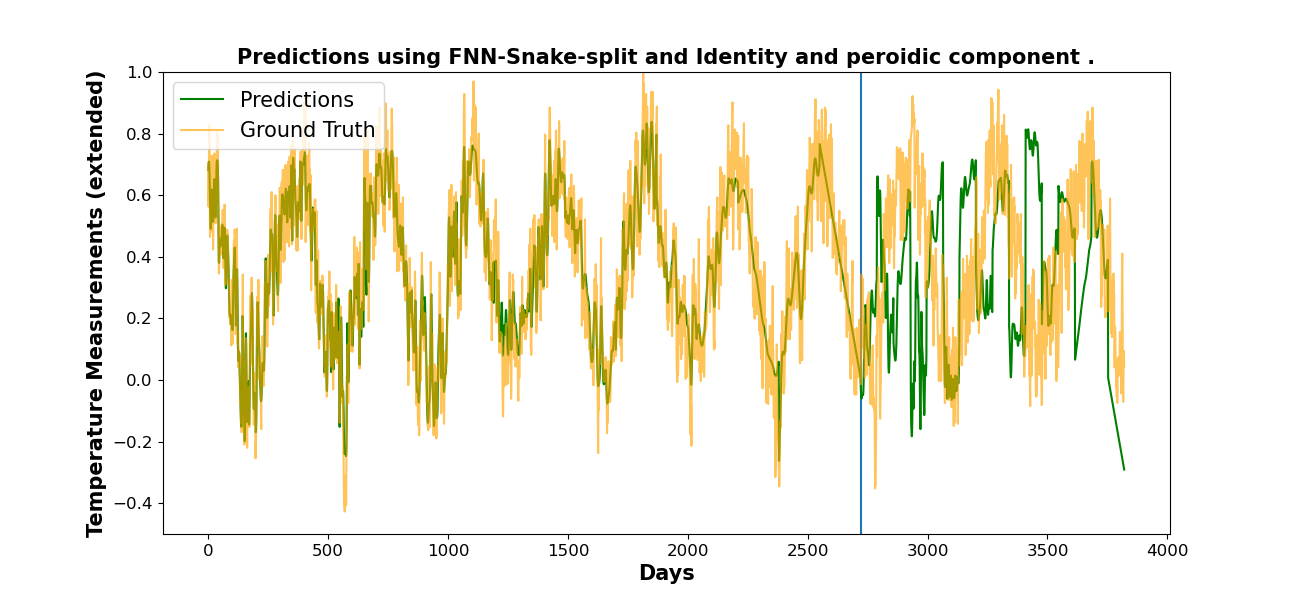 Predictions using FNN-Snake-split and Identity and peroidic component .
Temperature Measurements (extended)
1.0
0.8
0.6
0.4
0.2
0.0
−0.2
−0.4
Predictions
Ground Truth
0 500 1000 1500 2000 2500 3000 3500 4000
Days